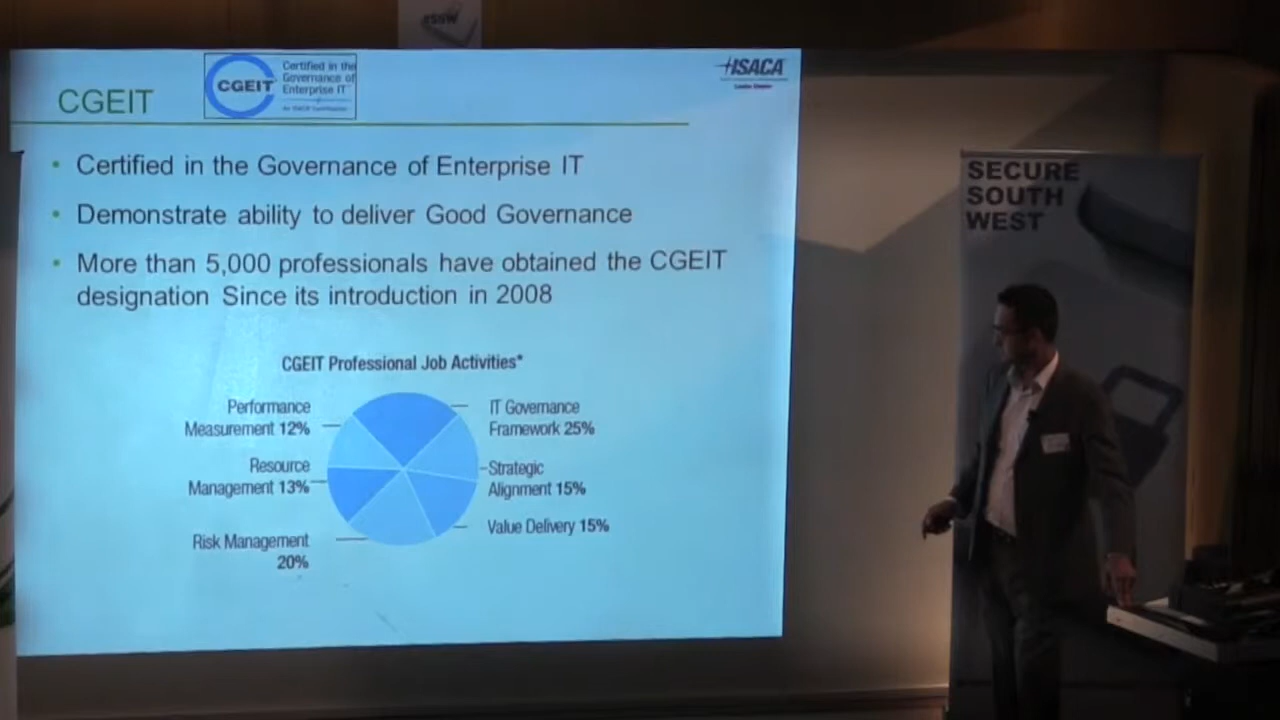 #SSW
CGEIT
CGEIT
Certified in the
Governance of
Enterprise IT
ISACA
• Certified in the Governance of Enterprise IT
• Demonstrate ability to deliver Good Governance
• More than 5,000 professionals have obtained the CGEIT
designation Since its introduction in 2008
CGEIT Professional Job Activities*
Performance
Measurement 12%
IT Governance
Framework 25%
Resource
Management 13%
Strategic
Alignment 15%
Value Delivery 15%
Risk Management
20%
SECURE
SOUTH
WEST